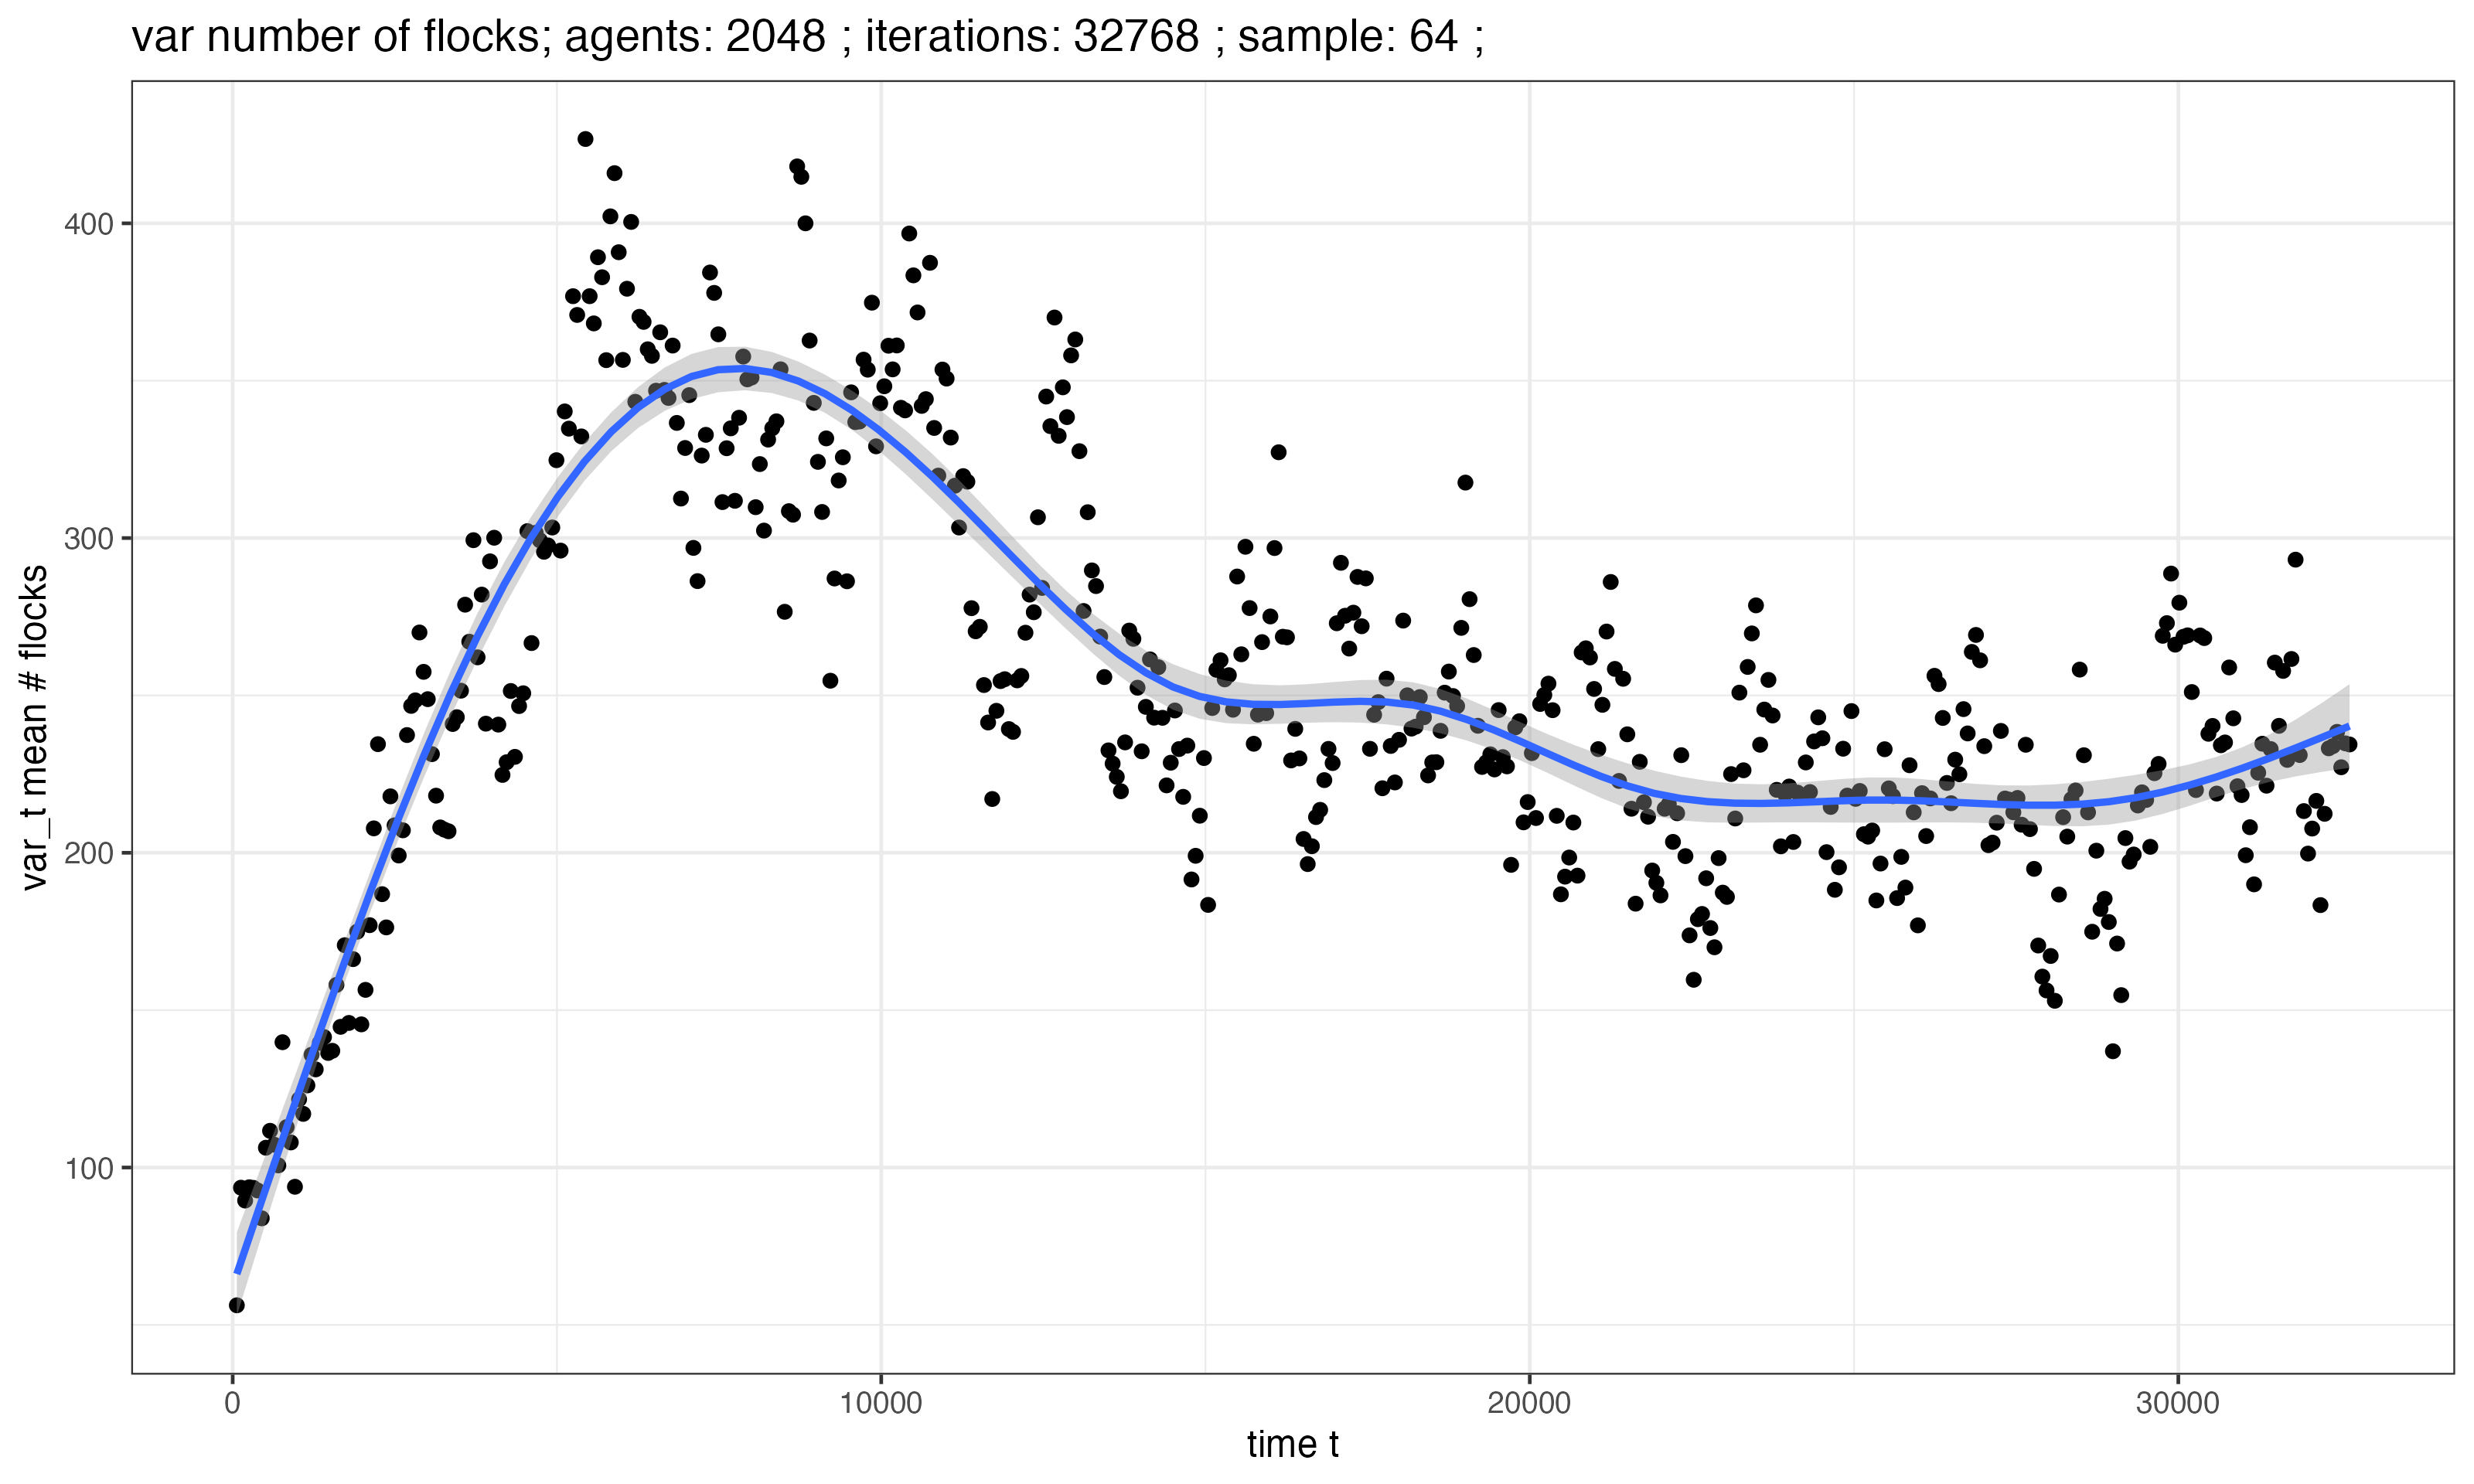 var number of flocks; agents: 2048 ; iterations: 32768 ; sample: 64 ;
400
300
200
100
var_t mean # flocks
0
10000
20000
30000
time t